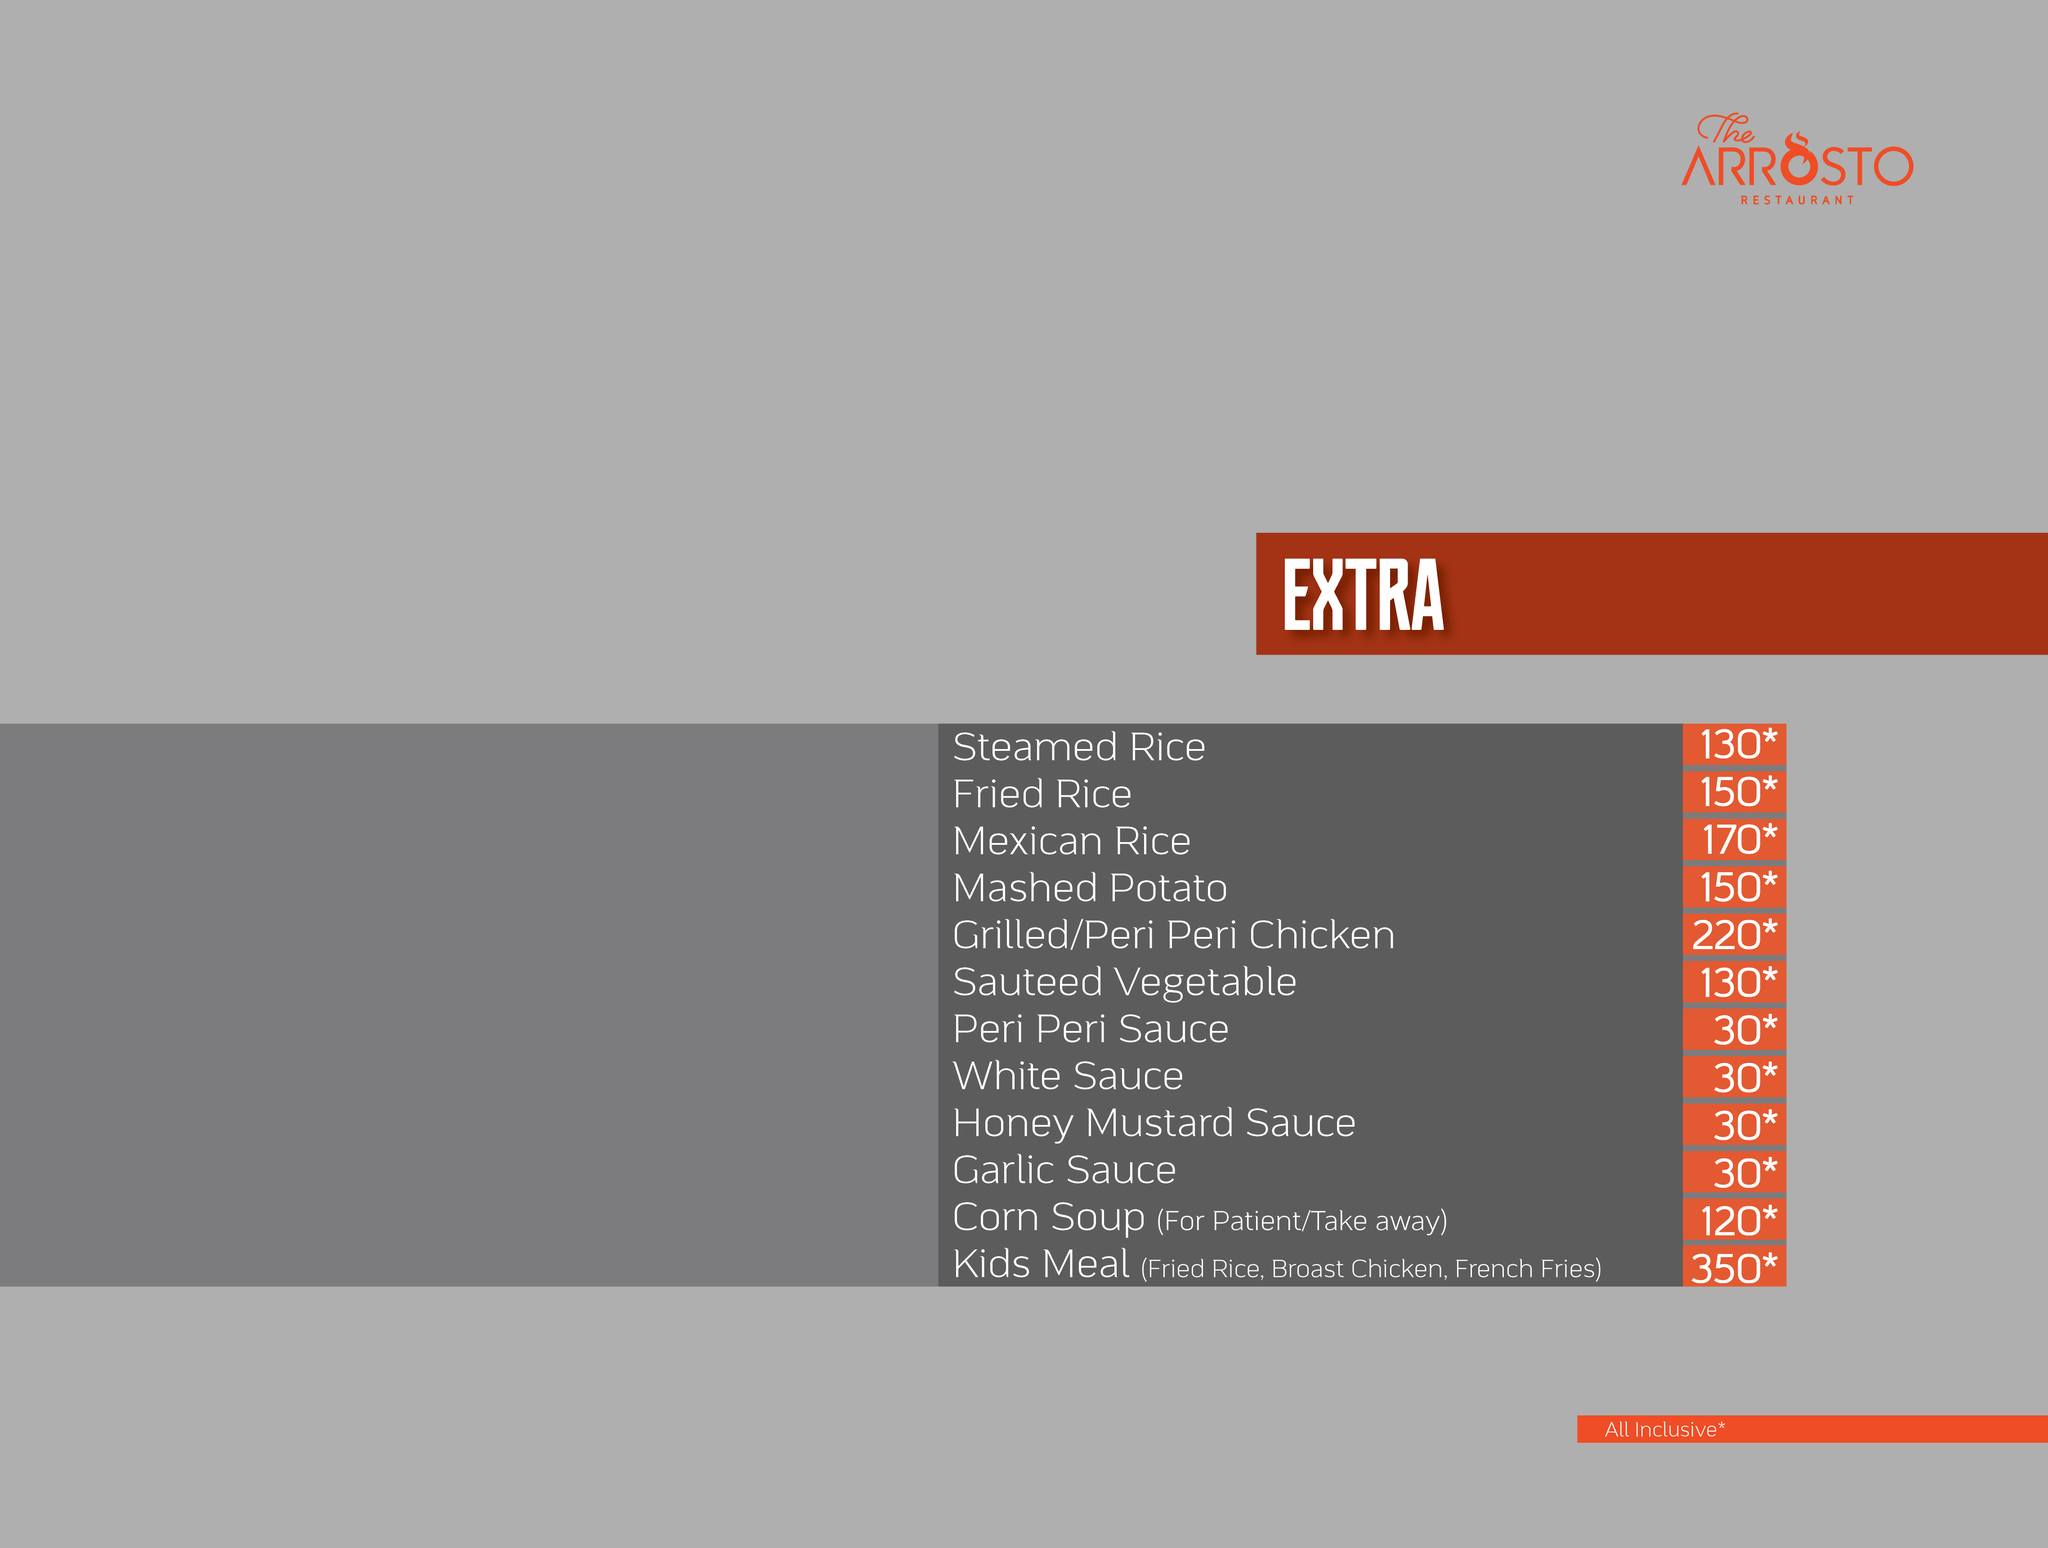 The
ARROSTO
RESTAURANT
EXTRA
Steamed Rice 130*
Fried Rice 150*
Mexican Rice 170*
Mashed Potato 150*
Grilled/Peri Peri Chicken 220*
Sauteed Vegetable 130*
Peri Peri Sauce 30*
White Sauce 30*
Honey Mustard Sauce 30*
Garlic Sauce 30*
Corn Soup (For Patient/Take away) 120*
Kids Meal (Fried Rice, Broast Chicken, French Fries) 350*
All Inclusive*